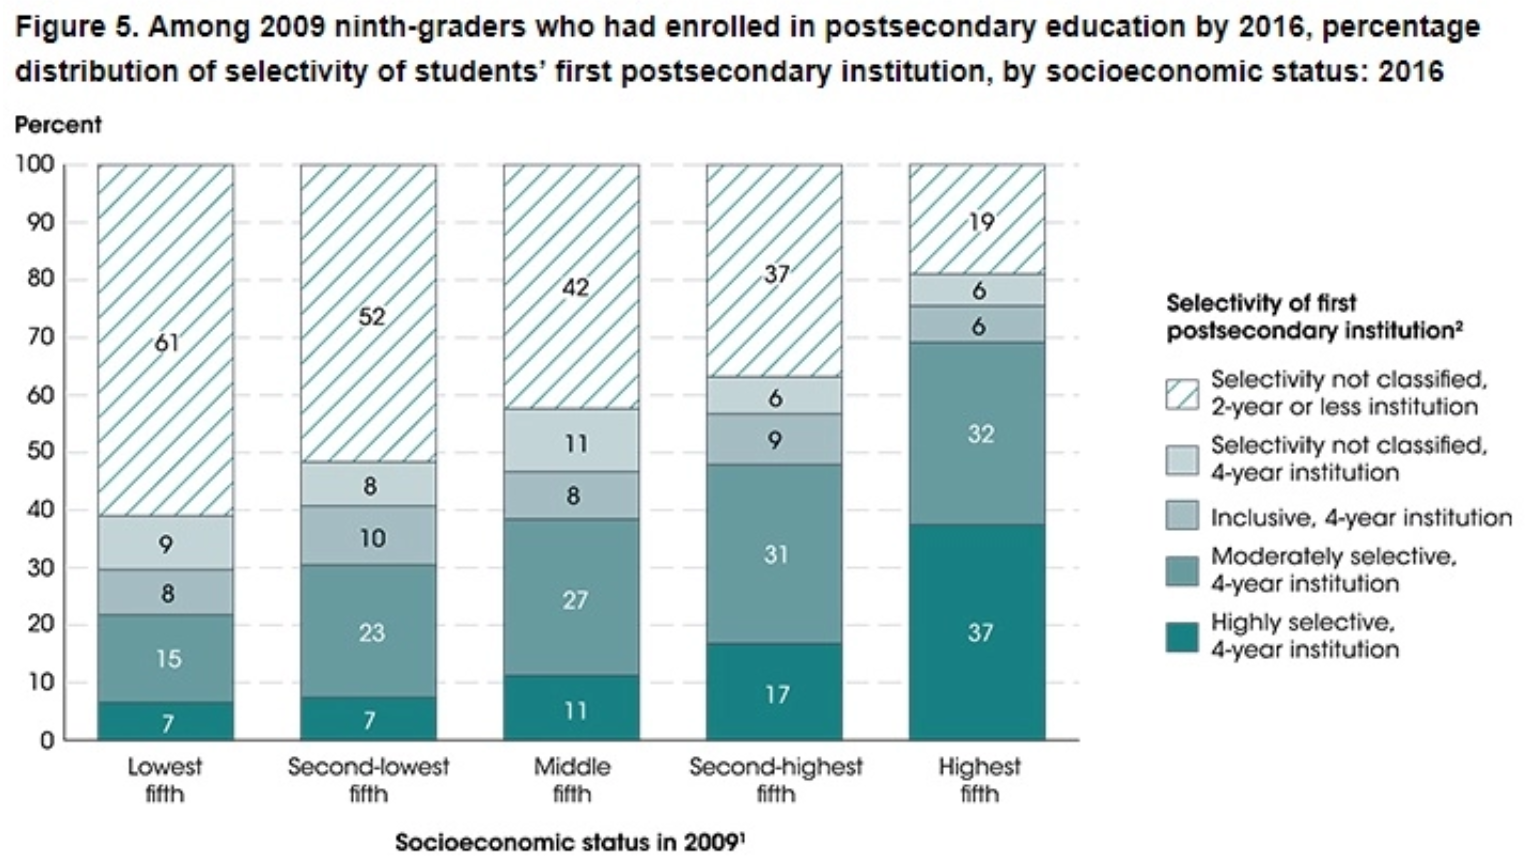 Figure 5. Among 2009 ninth-graders who had enrolled in postsecondary education by 2016, percentage
distribution of selectivity of students’ first postsecondary institution, by socioeconomic status: 2016
Percent
100
90
80
70
60
50
40
30
20
10
0
61
9
8
15
7
52
8
10
23
7
42
11
8
27
11
37
6
9
31
17
19
6
6
32
37
Lowest
fifth
Second-lowest
fifth
Middle
fifth
Second-highest
fifth
Highest
fifth
Socioeconomic status in 2009¹
Selectivity of first
postsecondary institution²
Selectivity not classified,
2-year or less institution
Selectivity not classified,
4-year institution
Inclusive, 4-year institution
Moderately selective,
4-year institution
Highly selective,
4-year institution